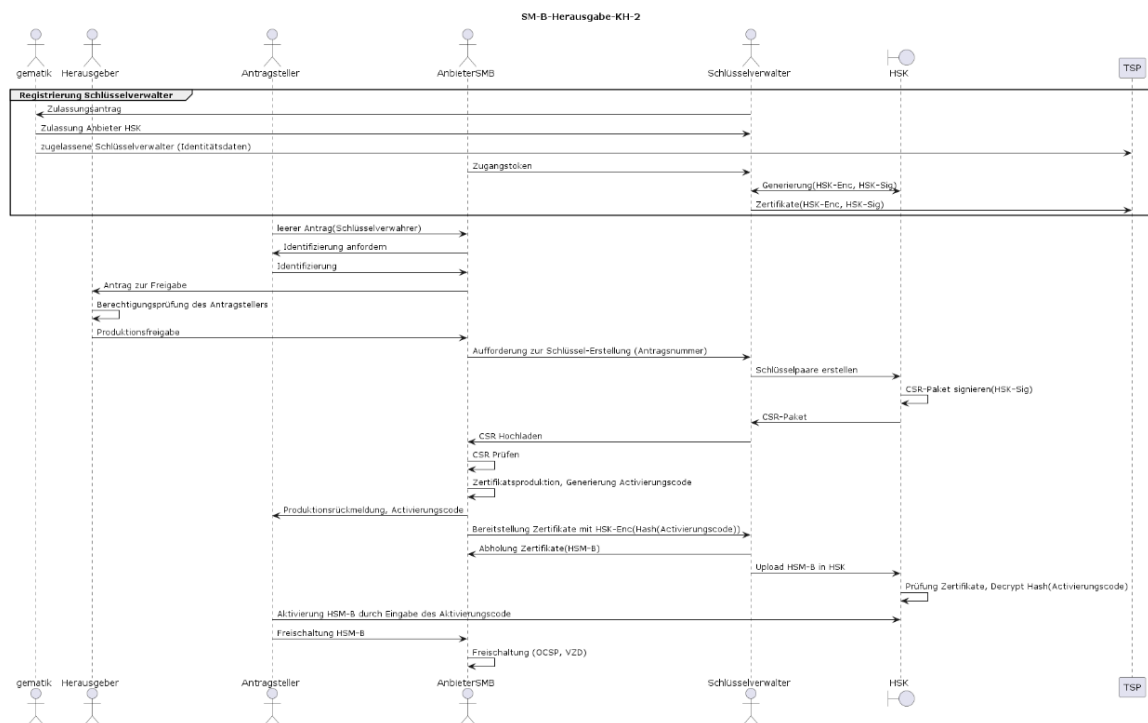 SM-B-Herausgabe-KH-2
gematik
Herausgeber
Antragsteller
AnbieterSMB
Schlüsselverwalter
HSK
TSP
Registrierung Schlüsselverwalter
Zulassungsantrag
Zulassung Anbieter HSK
zugelassene Schlüsselverwalter (Identitätsdaten)
Zugangstoken
Generierung(HSK-Enc, HSK-Sig)
Zertifikate(HSK-Enc, HSK-Sig)
leerer Antrag(Schlüsselverwahrer)
Identifizierung anfordern
Identifizierung
Antrag zur Freigabe
Berechtigungsprüfung des Antragstellers
Produktionsfreigabe
Aufforderung zur Schlüssel-Erstellung (Antragsnummer)
Schlüsselpaare erstellen
CSR-Paket signieren(HSK-Sig)
CSR-Paket
CSR Hochladen
CSR Prüfen
Zertifikatsproduktion, Generierung Activierungscode
Produktionsrückmeldung, Activierungscode
Bereitstellung Zertifikate mit HSK-Enc(Hash(Activierungscode))
Abholung Zertifikate(HSM-B)
Upload HSM-B in HSK
Prüfung Zertifikate, Decrypt Hash(Activierungscode)
Aktivierung HSM-B durch Eingabe des Aktivierungscode
Freischaltung HSM-B
Freischaltung (OCSP, VZD)
gematik
Herausgeber
Antragsteller
AnbieterSMB
Schlüsselverwalter
HSK
TSP